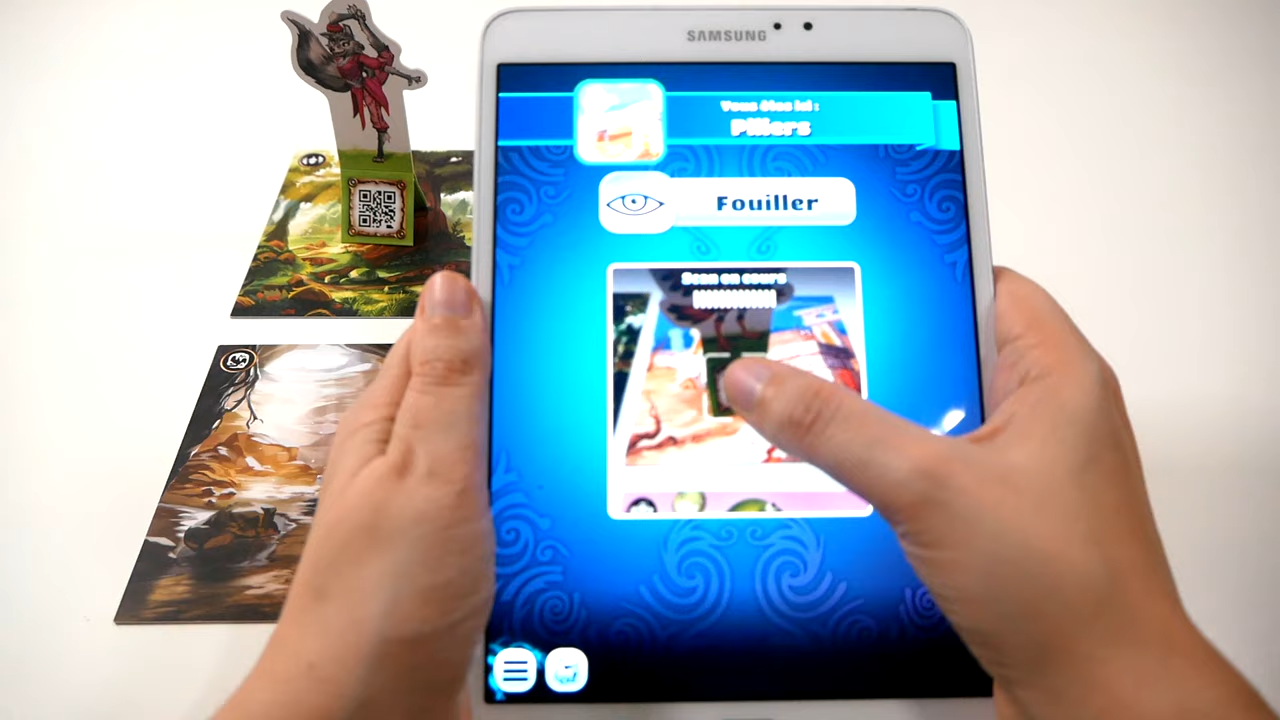 SAMSUNG
Vous êtes ici :
Piliers
Fouiller
Scan en cours